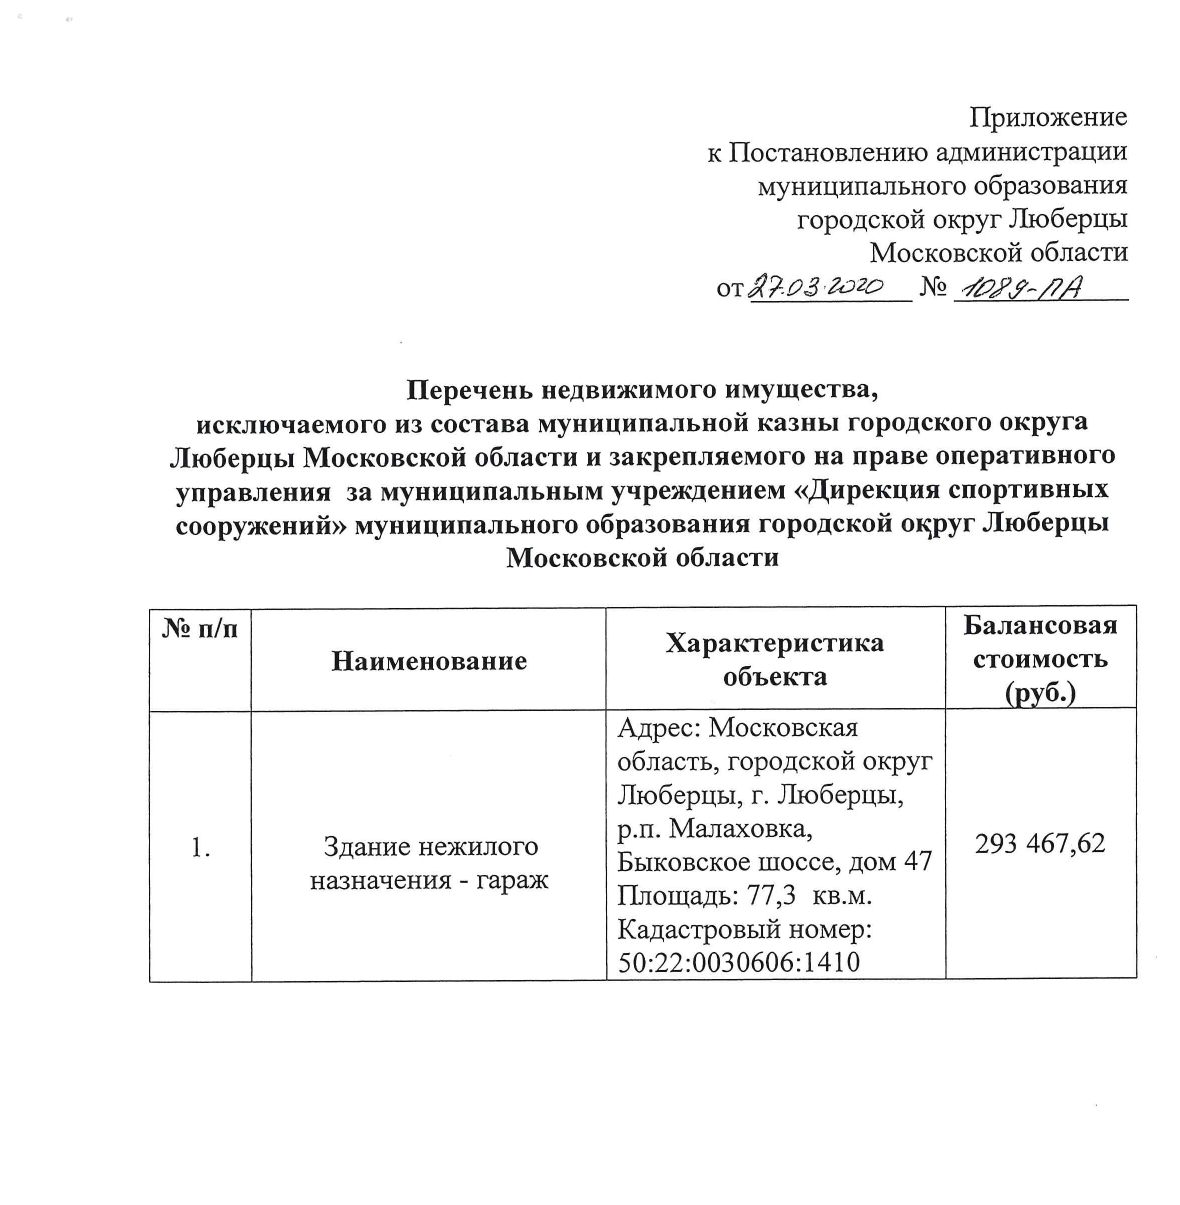 Приложение
к Постановлению администрации
муниципального образования
городской округ Люберцы
Московской области
от 27.03.2020 № 1089-ПА
Перечень недвижимого имущества,
исключаемого из состава муниципальной казны городского округа
Люберцы Московской области и закрепляемого на праве оперативного
управления за муниципальным учреждением «Дирекция спортивных
сооружений» муниципального образования городской округ Люберцы
Московской области
№ п/п
Наименование
Характеристика
объекта
Балансовая
стоимость
(руб.)
1.
Здание нежилого
назначения - гараж
Адрес: Московская
область, городской округ
Люберцы, г. Люберцы,
р.п. Малаховка,
Быковское шоссе, дом 47
Площадь: 77,3 кв.м.
Кадастровый номер:
50:22:0030606:1410
293 467,62